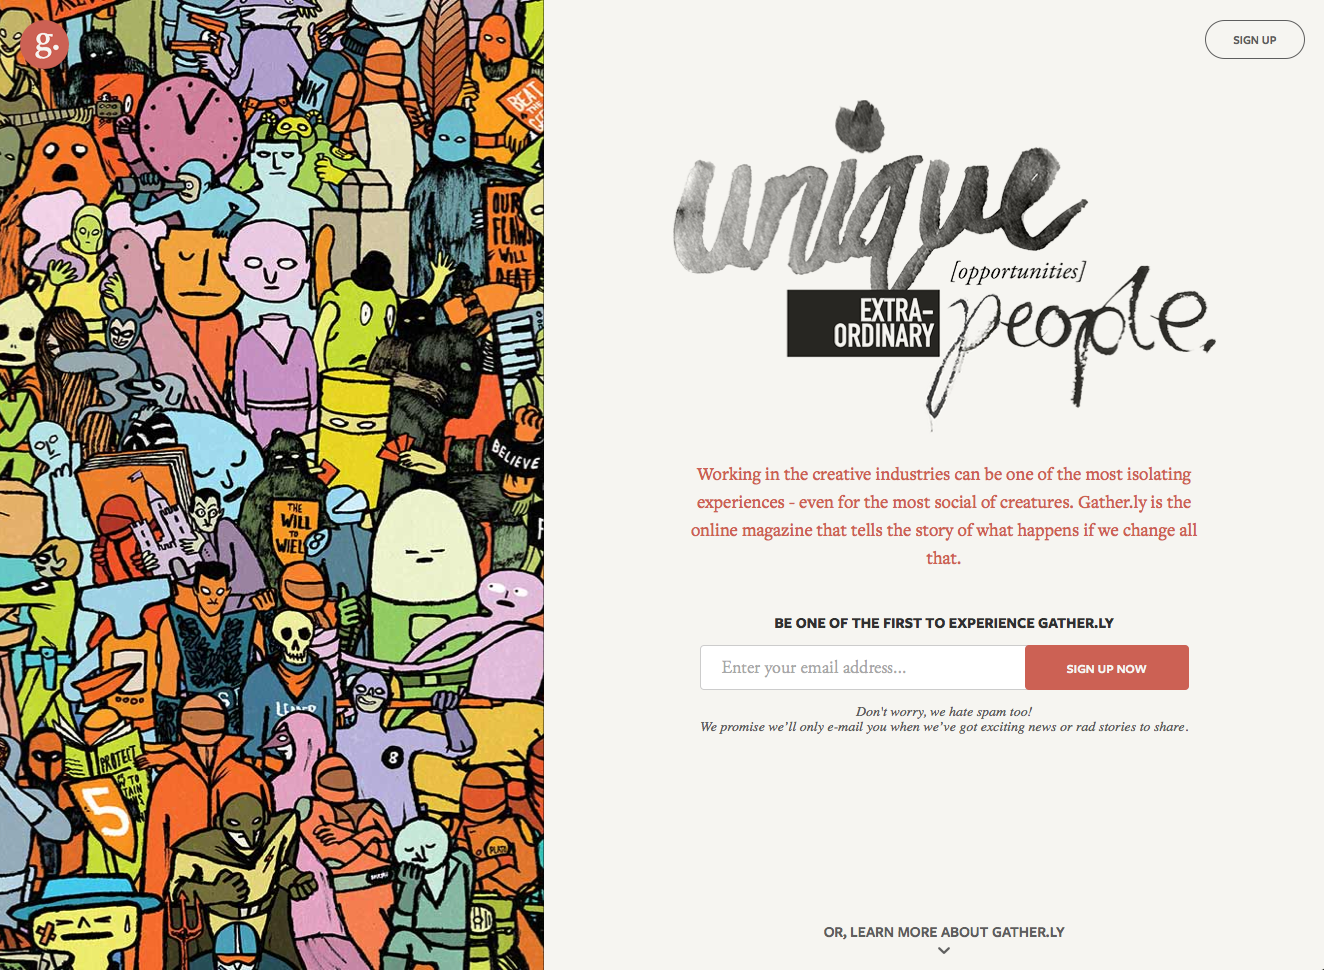 g.
SIGN UP
unique
[opportunities]
EXTRA-
ORDINARY
people.
Working in the creative industries can be one of the most isolating
experiences - even for the most social of creatures. Gather.ly is the
online magazine that tells the story of what happens if we change all
that.
BE ONE OF THE FIRST TO EXPERIENCE GATHER.LY
Enter your email address...
SIGN UP NOW
Don't worry, we hate spam too!
We promise we'll only e-mail you when we've got exciting news or rad stories to share.
OR, LEARN MORE ABOUT GATHER.LY
BEAT
THE
OUR
FLAWS
WILL
BELIEVE
THE
WILL
TO
PROTECT
5
8